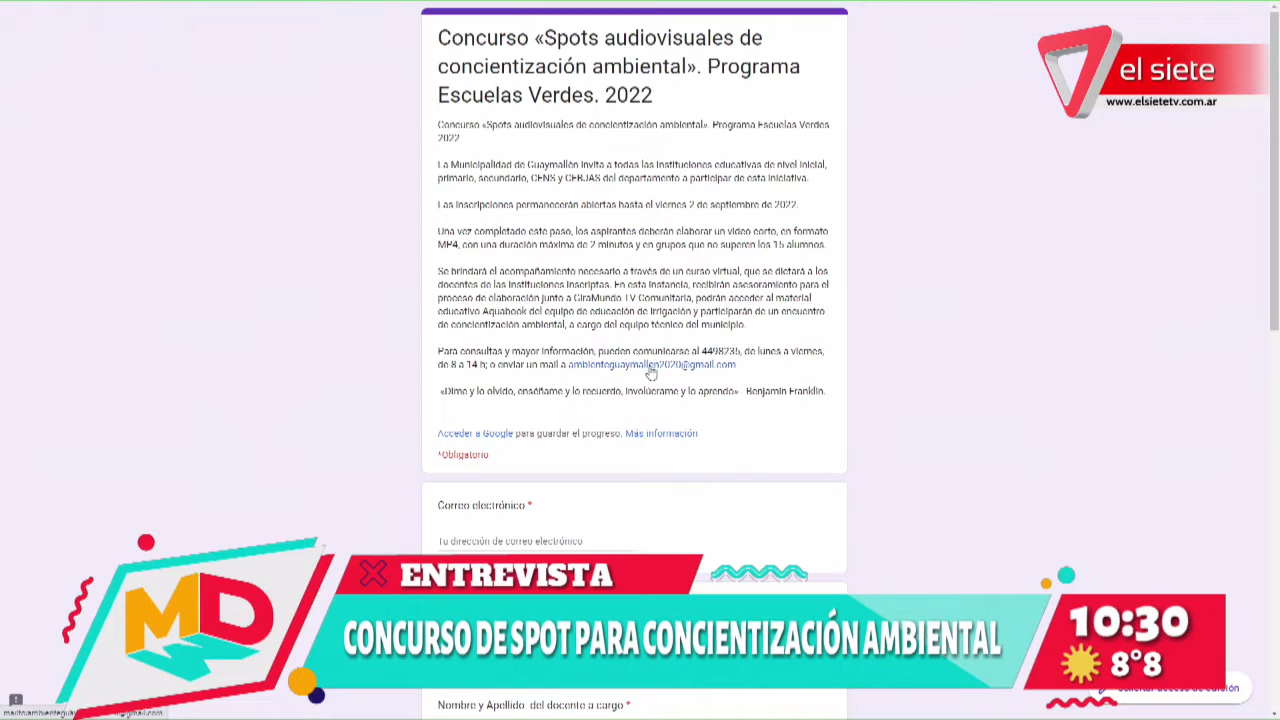 Concurso «Spots audiovisuales de
concientización ambiental». Programa
Escuelas Verdes. 2022
Concurso «Spots audiovisuales de concientización ambiental». Programa Escuelas Verdes
2022
La Municipalidad de Guaymallén invita a todas las instituciones educativas de nivel inicial,
primario, secundario, CENS y CEBJAS del departamento a participar de esta iniciativa.
Las inscripciones permanecerán abiertas hasta el viernes 2 de septiembre de 2022.
Una vez completado este paso, los aspirantes deberán elaborar un video corto, en formato
MP4, con una duración máxima de 2 minutos y en grupos que no superen los 15 alumnos.
Se brindará el acompañamiento necesario a través de un curso virtual, que se dictará a los
docentes de las instituciones inscriptas. En esta instancia, recibirán asesoramiento para el
proceso de elaboración junto a GiraMundo TV Comunitaria, podrán acceder al material
educativo Aquabook del equipo de educación de Irrigación y participarán de un encuentro
de concientización ambiental, a cargo del equipo técnico del municipio.
Para consultas y mayor información, pueden comunicarse al 4498235, de lunes a viernes,
de 8 a 14 h; o enviar un mail a ambienteguaymallen2020@gmail.com
«Dime y lo olvido, enséñame y lo recuerdo, involúcrame y lo aprendo» Benjamin Franklin.
Acceder a Google para guardar el progreso. Más información
*Obligatorio
Correo electrónico *
Tu dirección de correo electrónico
el siete
www.elsietetv.com.ar
MD
ENTREVISTA
CONCURSO DE SPOT PARA CONCIENTIZACIÓN AMBIENTAL
10:30
8°8
Nombre y Apellido del docente a cargo *